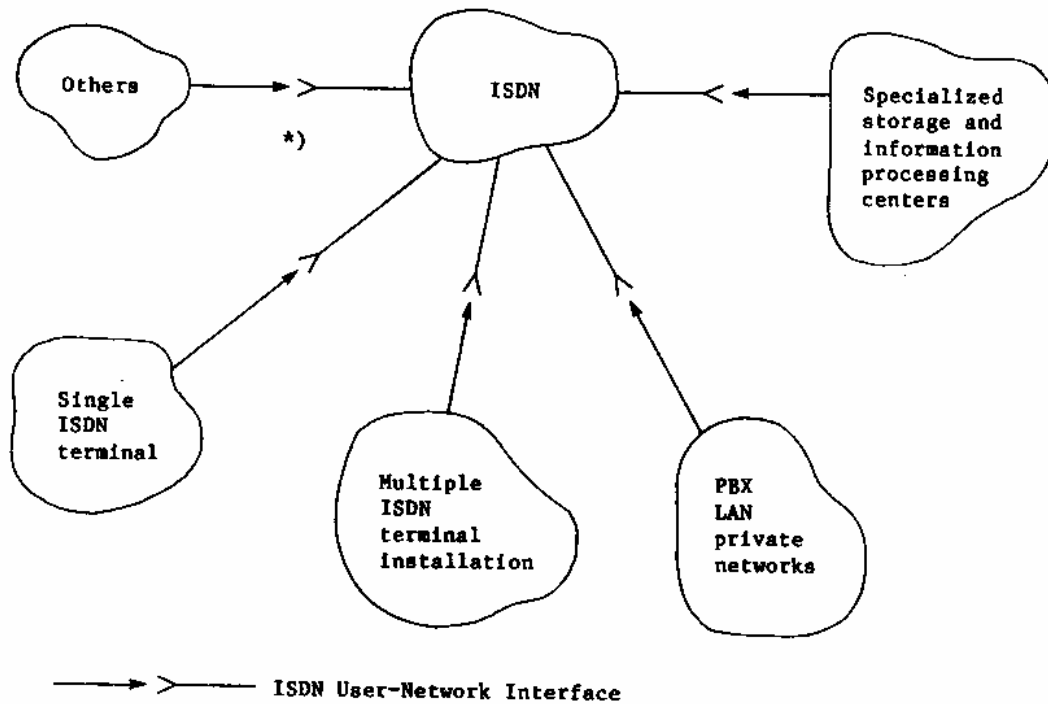 Others
ISDN
Specialized
storage and
information
processing
centers
*)
Single
ISDN
terminal
Multiple
ISDN
terminal
installation
PBX
LAN
private
networks
ISDN User-Network Interface